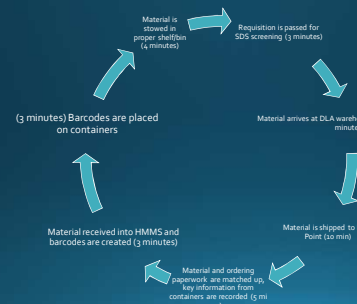 Material is
stowed in
proper shelf/bin
(4 minutes)
Requisition is passed for
SDS screening (3 minutes)
Material arrives at DLA
Material is shipped to
Point (10 min)
Material and ordering
paperwork are matched up,
key information from
containers are recorded (5
Material received into HMMS and
barcodes are created (3 minutes)
(3 minutes) Barcodes are placed
on containers